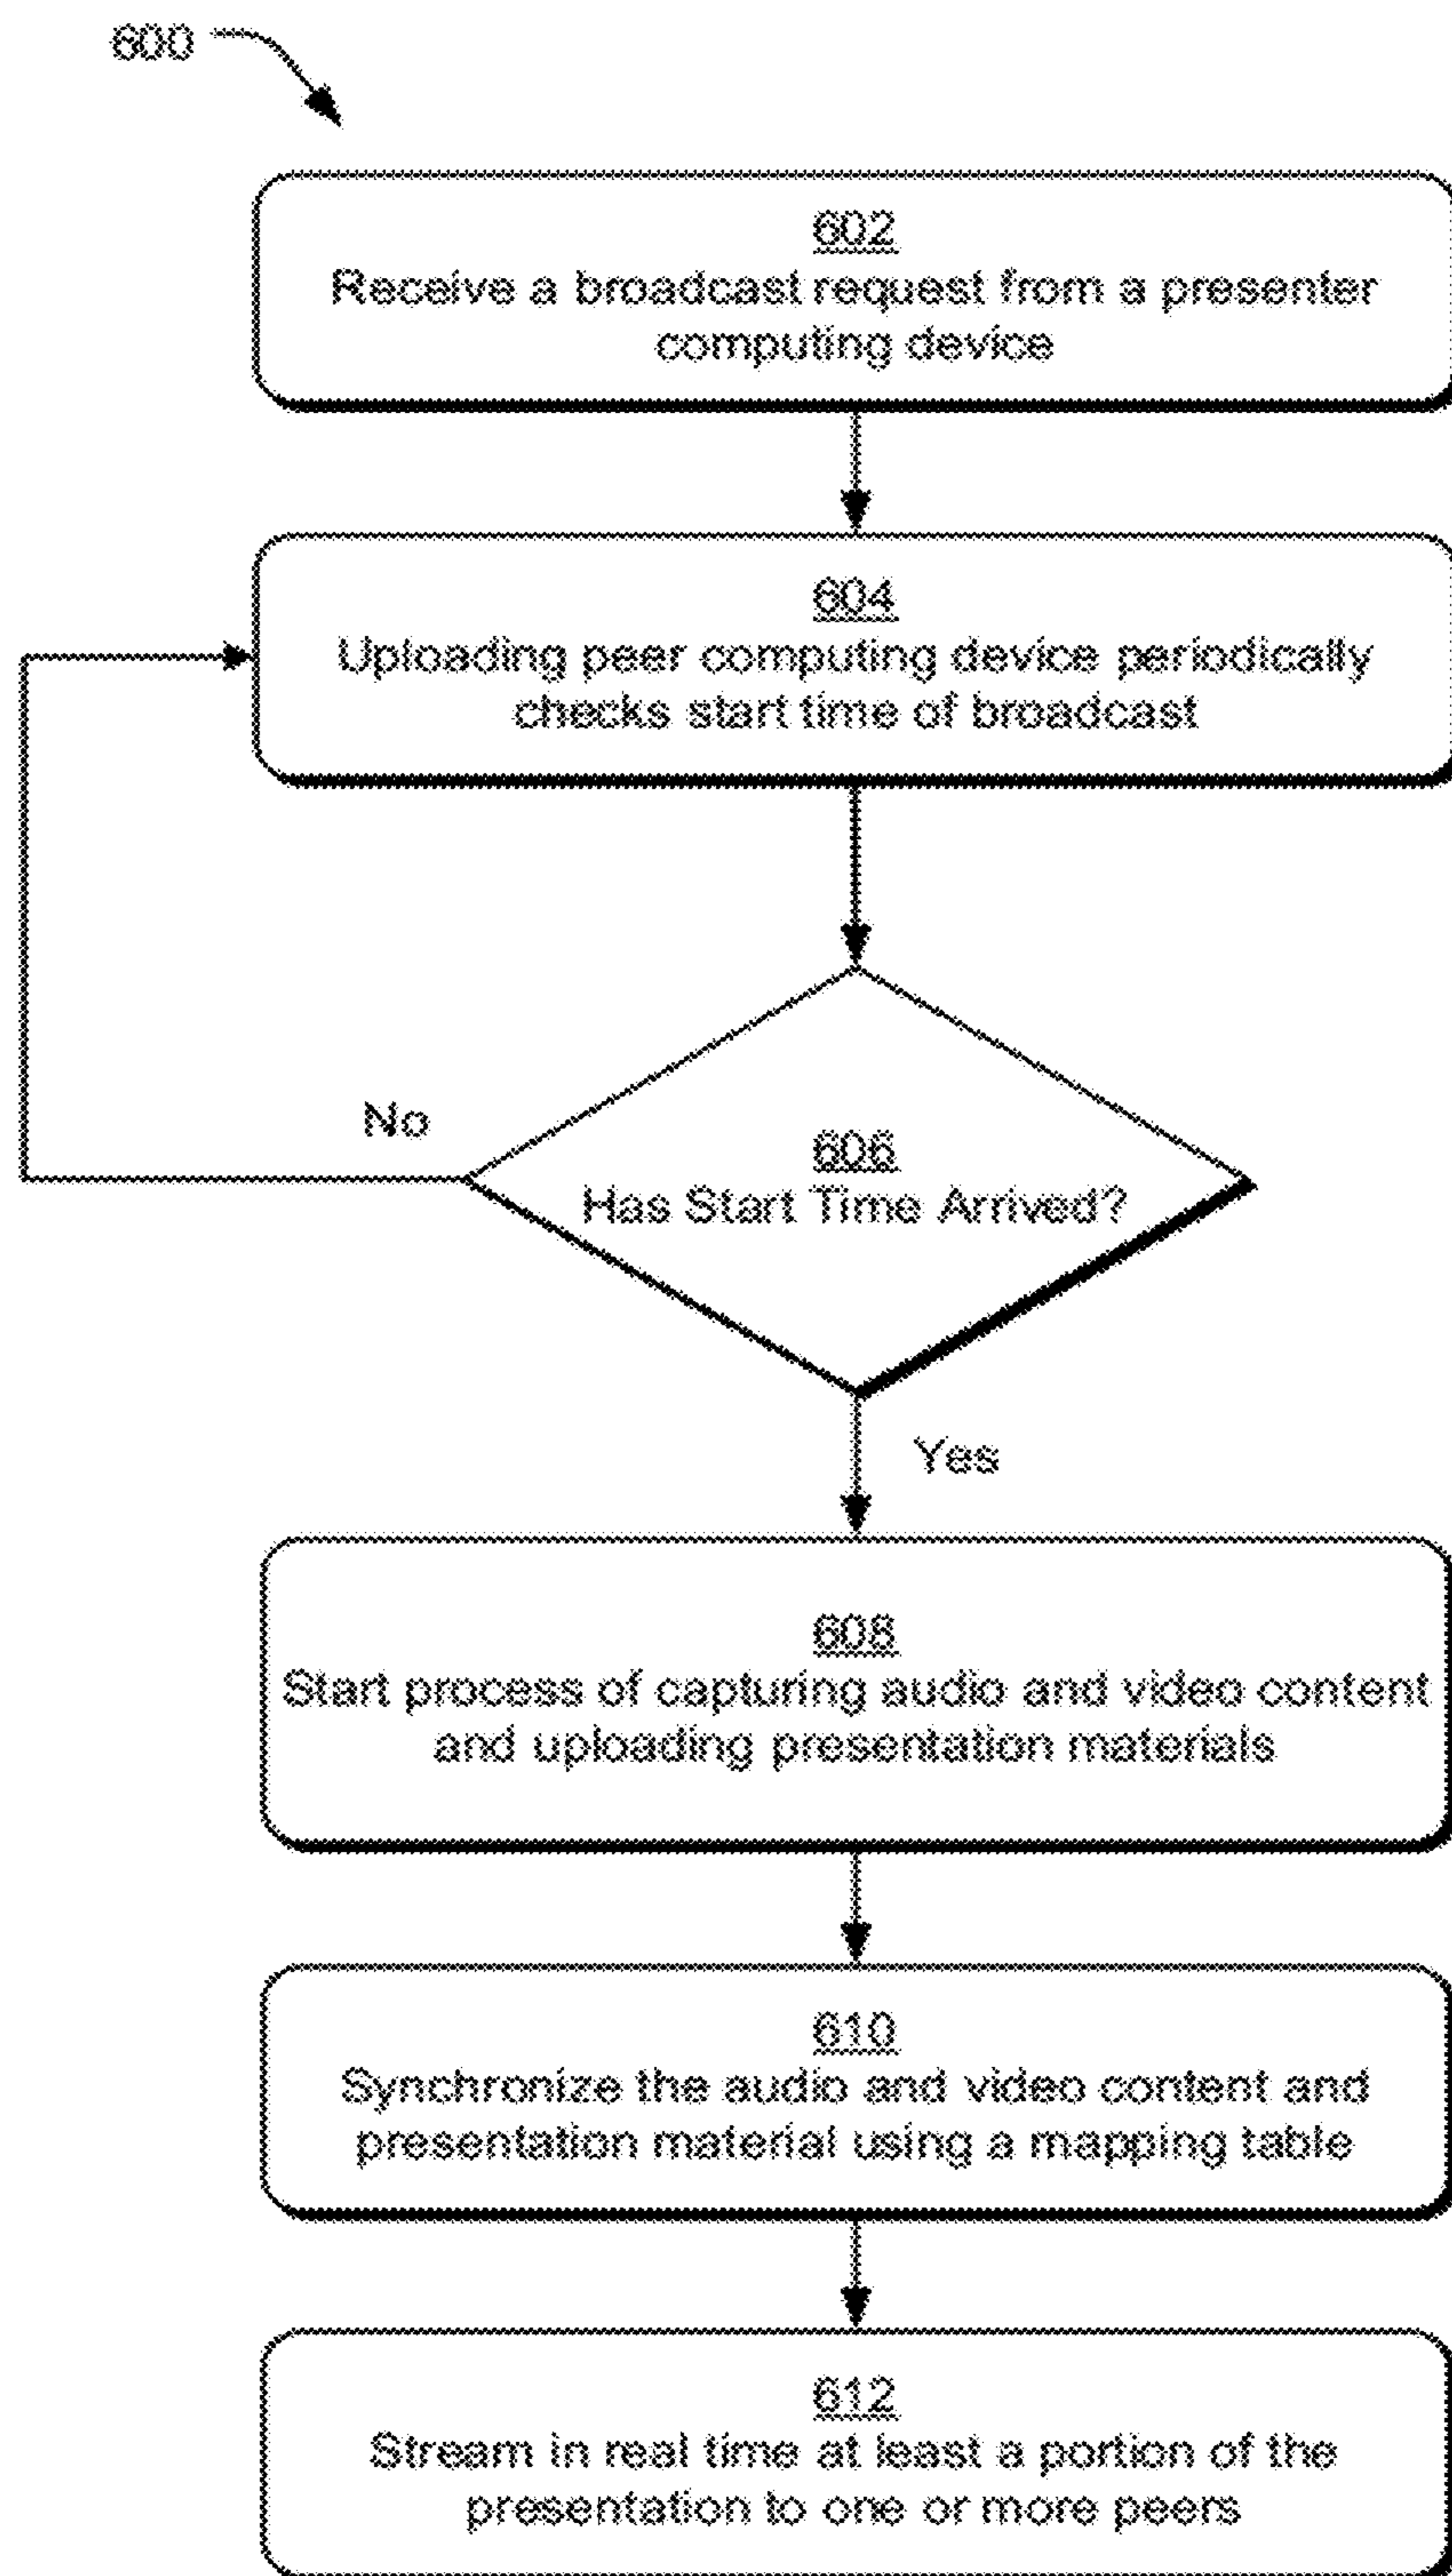 600
602
Receive a broadcast request from a presenter
computing device
604
Uploading peer computing device periodically
checks start time of broadcast
No
606
Has Start Time Arrived?
Yes
608
Start process of capturing audio and video content
and uploading presentation materials
610
Synchronize the audio and video content and
presentation material using a mapping table
612
Stream in real time at least a portion of the
presentation to one or more peers